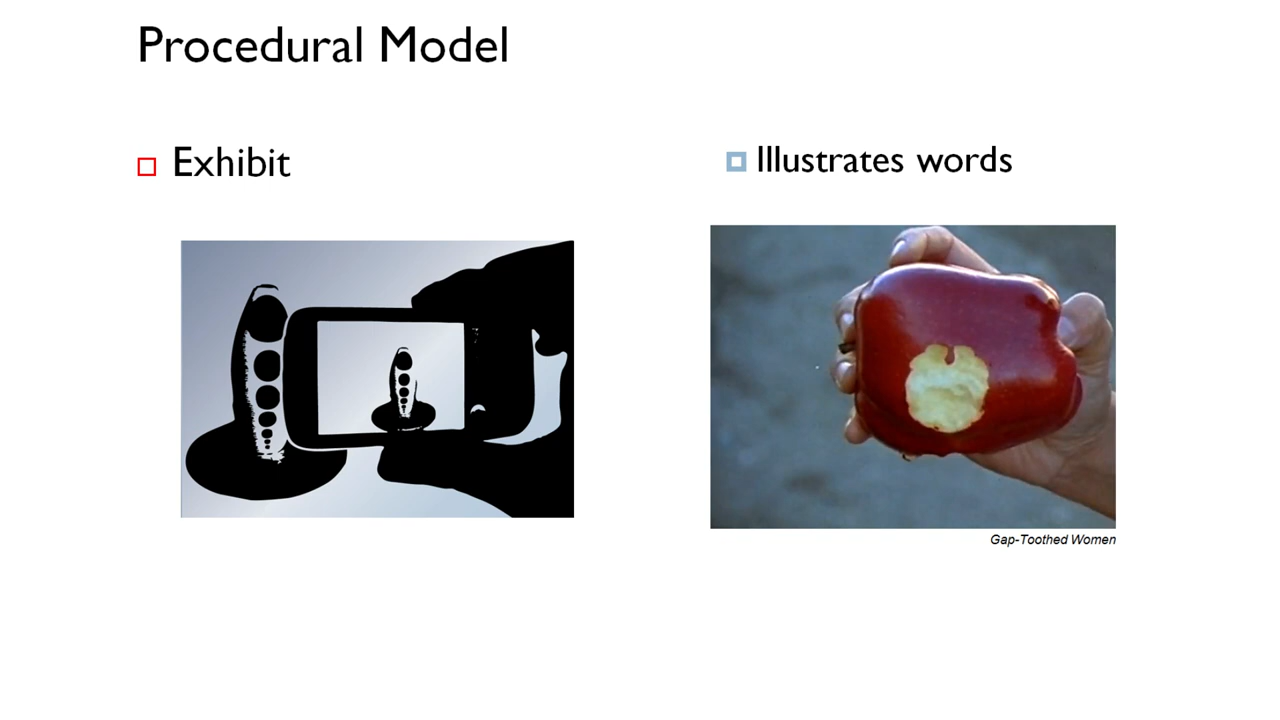 Procedural Model
Exhibit
Illustrates words
Gap-Toothed Women